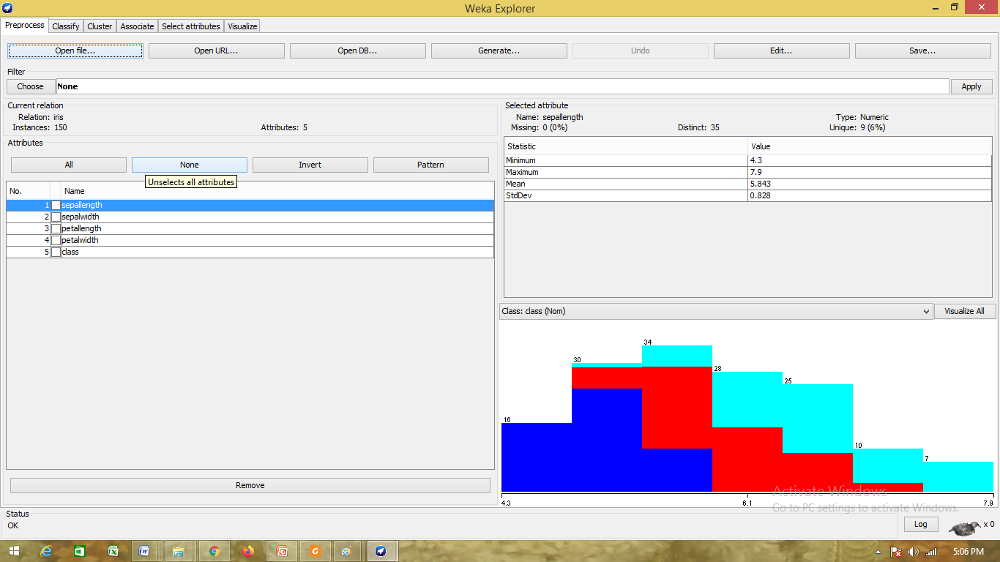 Weka Explorer
Preprocess Classify Cluster Associate Select attributes Visualize
Open file... Open URL... Open DB... Generate... Undo Edit... Save...
Filter
Choose None Apply
Current relation
Relation: iris
Instances: 150 Attributes: 5
Attributes
All None Invert Pattern
Unselects all attributes
No. Name
1 sepallength
2 sepalwidth
3 petallength
4 petalwidth
5 class
Remove
Selected attribute
Name: sepallength Type: Numeric
Missing: 0 (0%) Distinct: 35 Unique: 9 (6%)
Statistic Value
Minimum 4.3
Maximum 7.9
Mean 5.843
StdDev 0.828
Class: class (Nom) Visualize All
16 30 34 28 25 10 7
4.3 6.1 7.9
Activate Windows
Go to PC settings to activate Windows.
Status
OK
Log x 0
5:06 PM